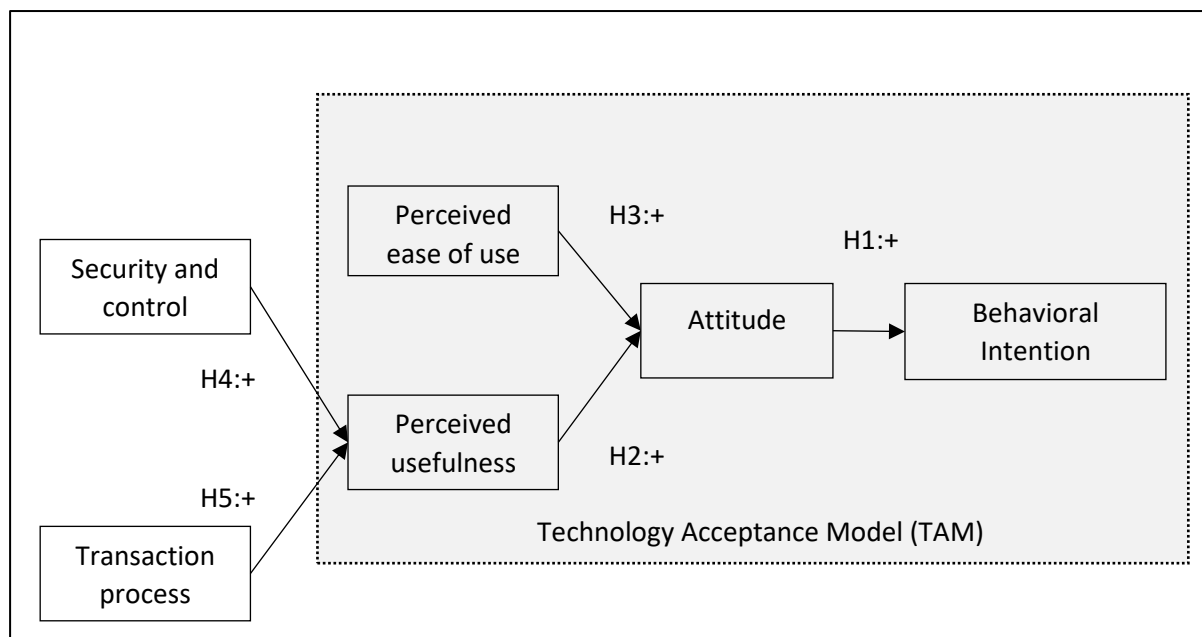 Perceived
ease of use
H3:+
H1:+
Security and
control
Attitude
Behavioral
Intention
H4:+
Perceived
usefulness
H2:+
H5:+
Technology Acceptance Model (TAM)
Transaction
process